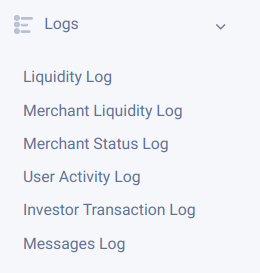 Logs
Liquidity Log
Merchant Liquidity Log
Merchant Status Log
User Activity Log
Investor Transaction Log
Messages Log